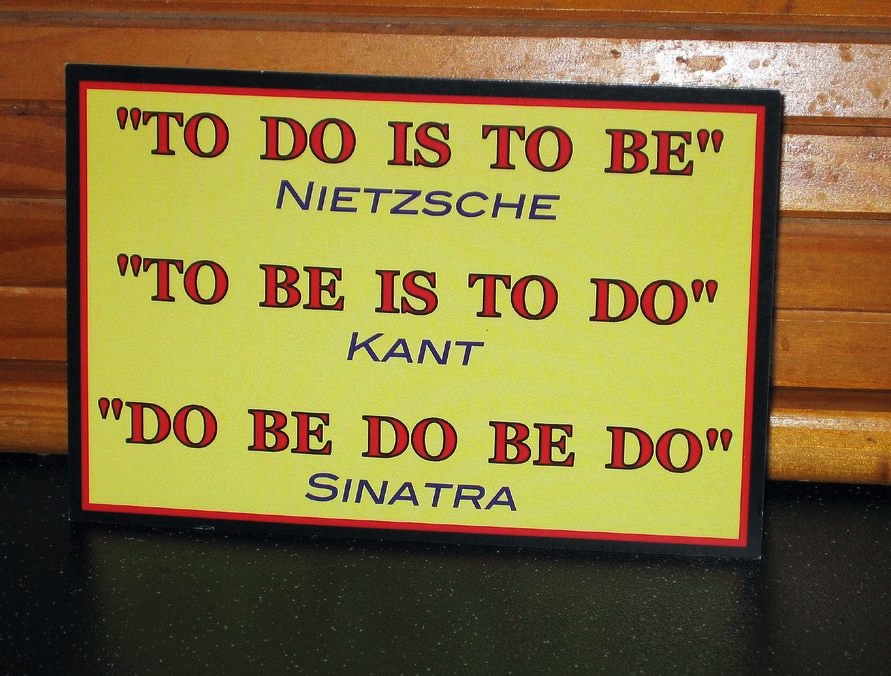 "TO DO IS TO BE"
NIETZSCHE
"TO BE IS TO DO"
KANT
"DO BE DO BE DO"
SINATRA